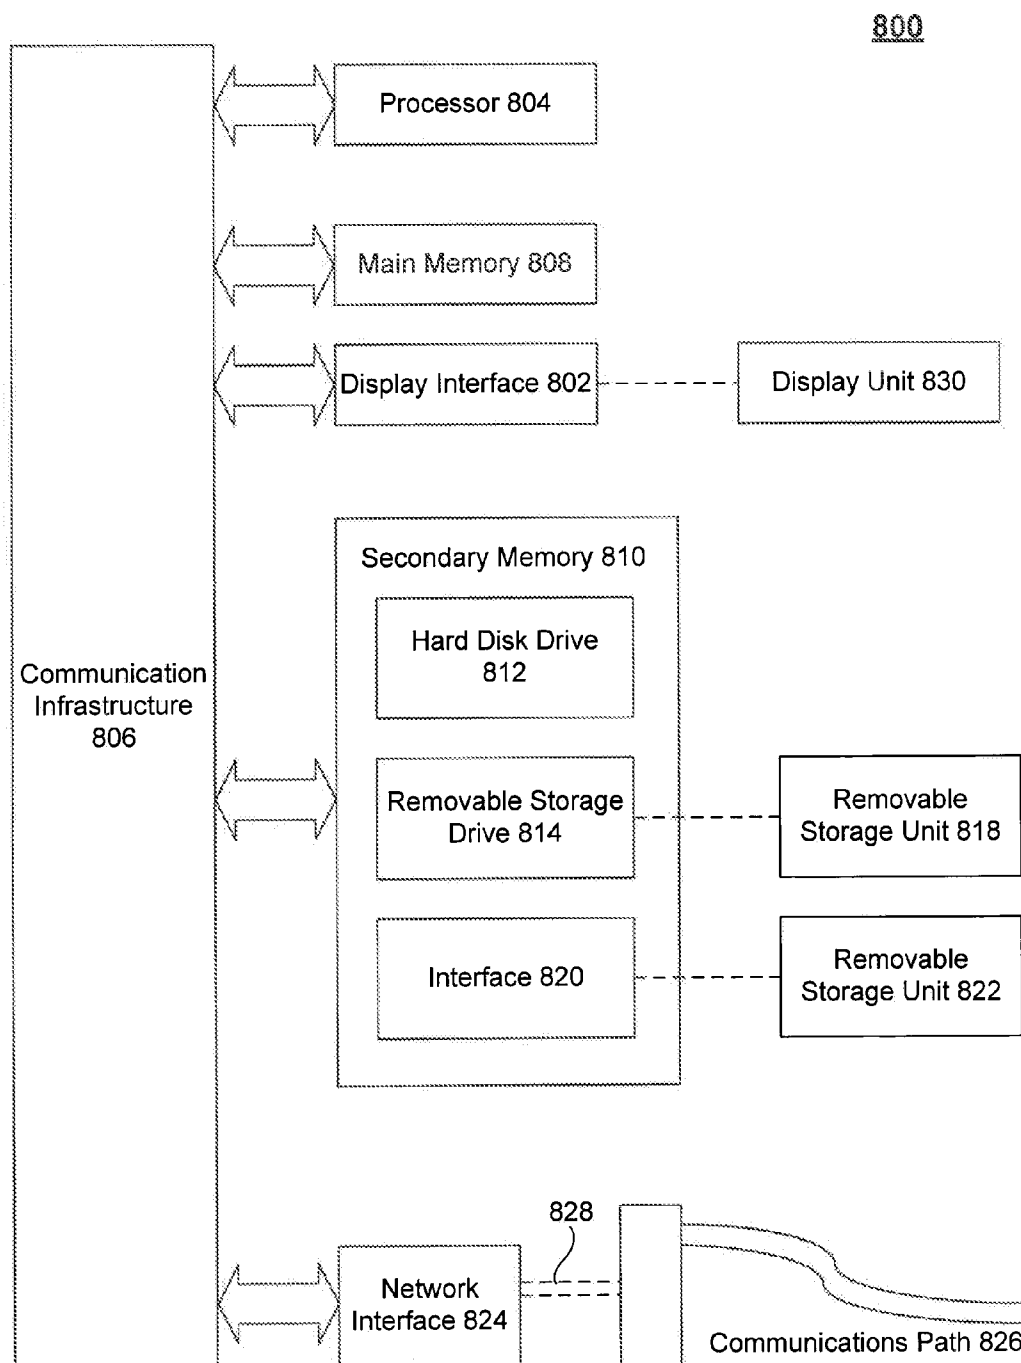 800
Processor 804
Main Memory 808
Display Interface 802
Display Unit 830
Secondary Memory 810
Hard Disk Drive
812
Communication
Infrastructure
806
Removable Storage
Drive 814
Removable
Storage Unit 818
Interface 820
Removable
Storage Unit 822
828
Network
Interface 824
Communications Path 826